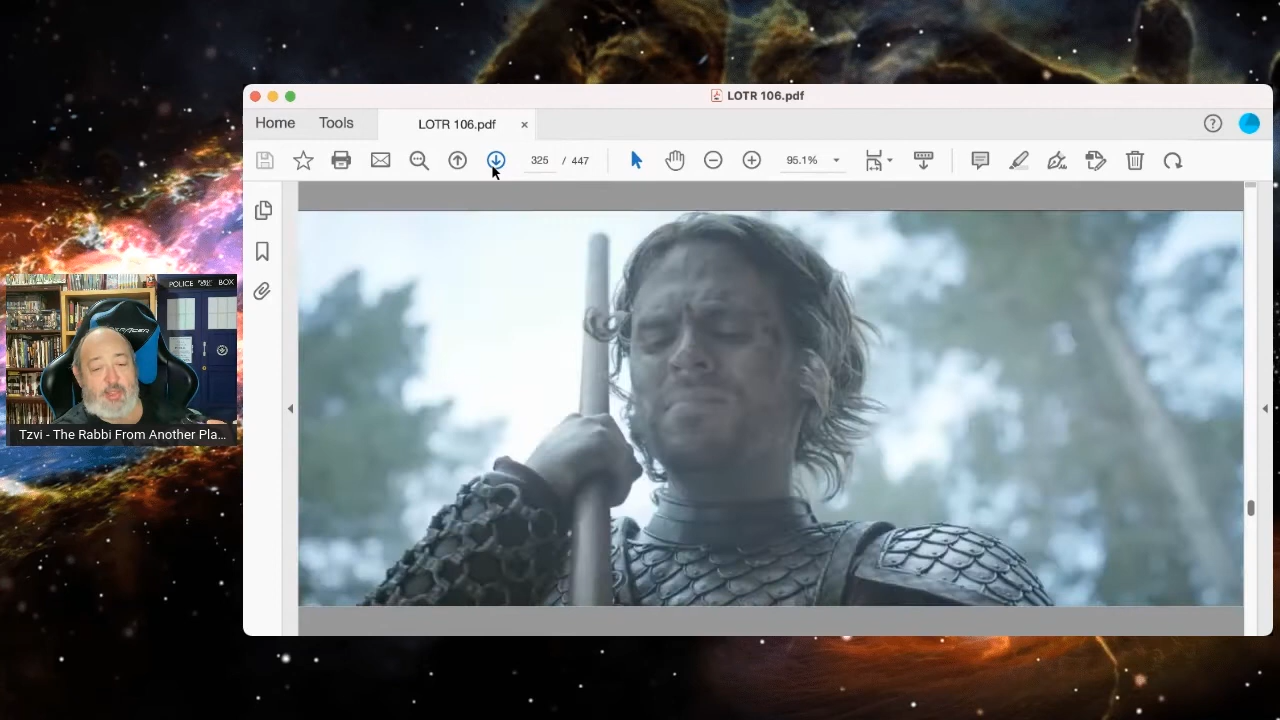 LOTR 106.pdf
Home
Tools
LOTR 106.pdf
325 / 447
95.1%
POLICE BOX
Tzvi - The Rabbi From Another Pla...